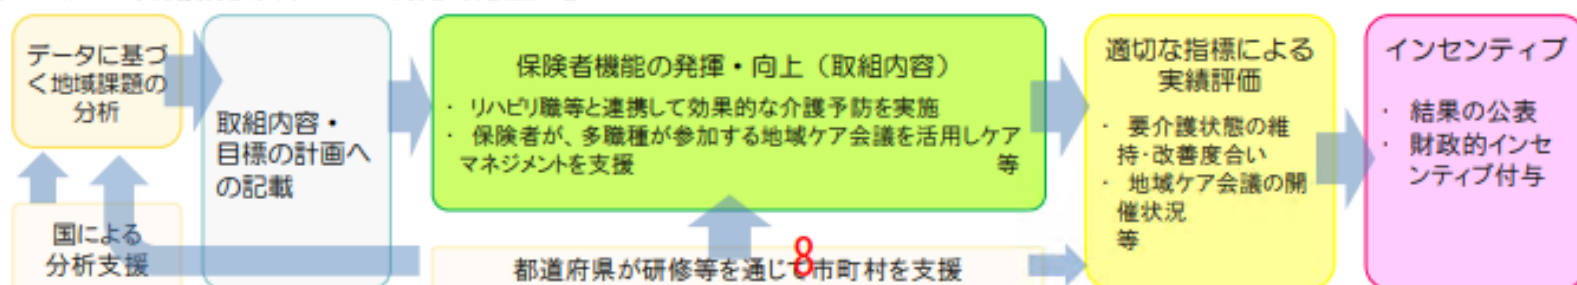 データに基づ
く地域課題の
分析
国による
分析支援
取組内容・
目標の計画へ
の記載
保険者機能の発揮・向上（取組内容）
・ リハビリ職等と連携して効果的な介護予防を実施
・ 保険者が、多職種が参加する地域ケア会議を活用しケア
マネジメントを支援 等
都道府県が研修等を通じて市町村を支援
8
適切な指標による
実績評価
・ 要介護状態の維
持・改善度合い
・ 地域ケア会議の開
催状況
等
インセンティブ
・ 結果の公表
・ 財政的インセ
ンティブ付与